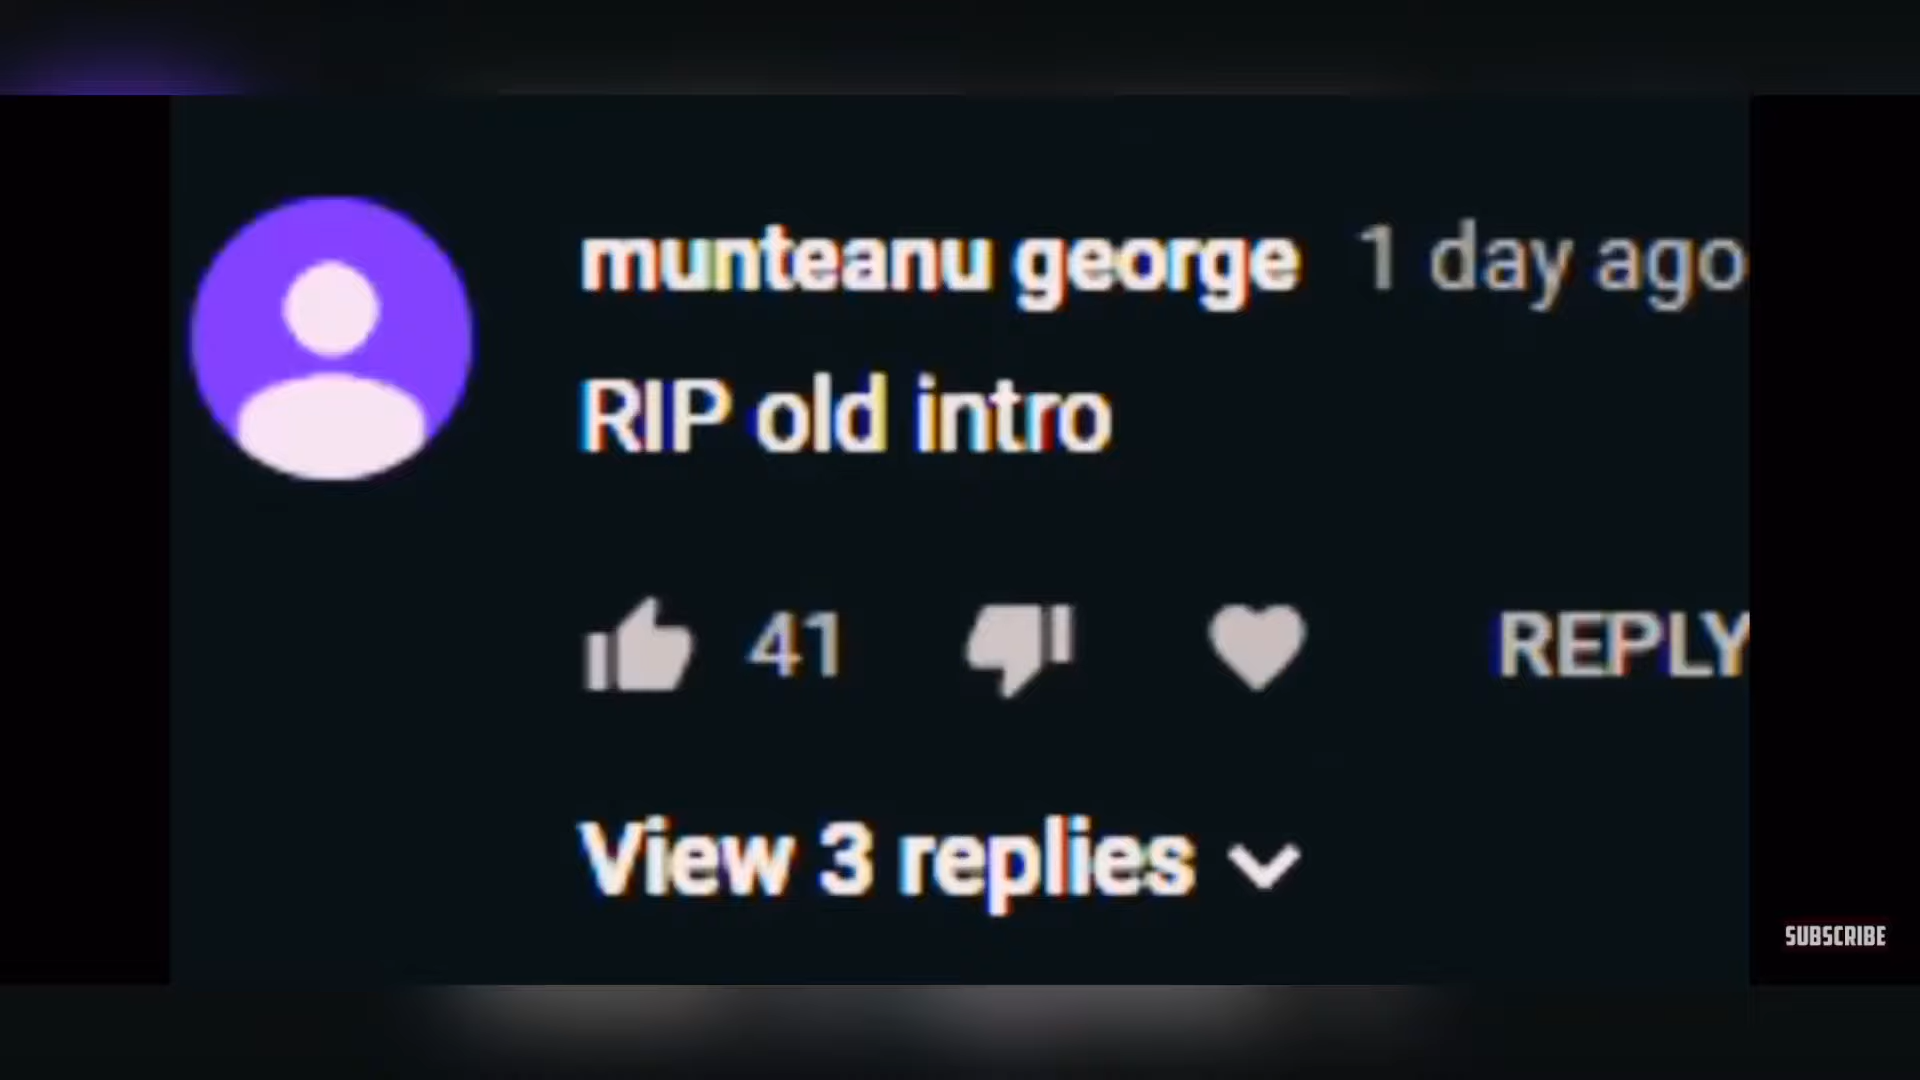 munteanu george 1 day ago
RIP old intro
41 REPLY
View 3 replies
SUBSCRIBE